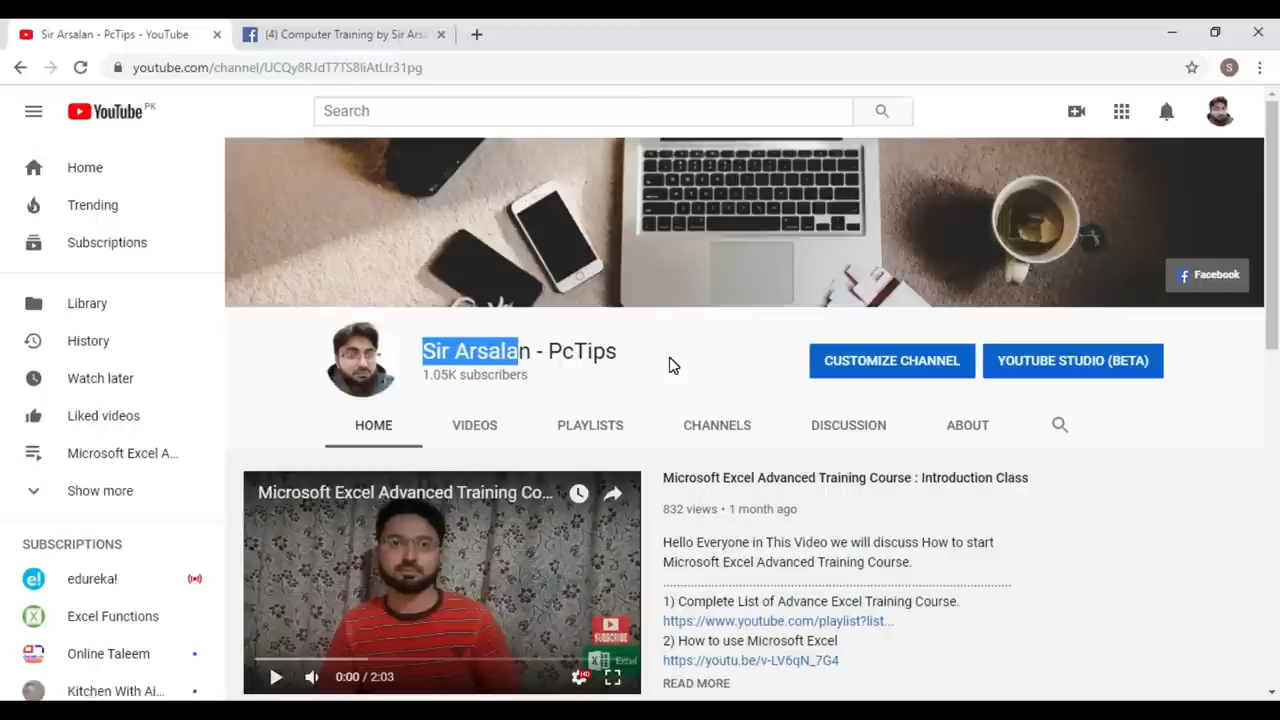 Sir Arsalan - PcTips - YouTube
(4) Computer Training by Sir Arsa
youtube.com/channel/UCQy8RJdT7TS8IiAtLIr31pg
S
YouTube PK
Search
Home
Trending
Subscriptions
Library
History
Watch later
Liked videos
Microsoft Excel A...
Show more
SUBSCRIPTIONS
edureka!
Excel Functions
Online Taleem
Kitchen With Ai...
Facebook
Sir Arsalan - PcTips
1.05K subscribers
CUSTOMIZE CHANNEL
YOUTUBE STUDIO (BETA)
HOME VIDEOS PLAYLISTS CHANNELS DISCUSSION ABOUT
Microsoft Excel Advanced Training Co...
SUBSCRIBE
Excel
0:00 / 2:03
HD
Microsoft Excel Advanced Training Course : Introduction Class
832 views • 1 month ago
Hello Everyone in This Video we will discuss How to start
Microsoft Excel Advanced Training Course.
1) Complete List of Advance Excel Training Course.
https://www.youtube.com/playlist?list...
2) How to use Microsoft Excel
https://youtu.be/v-LV6qN_7G4
READ MORE